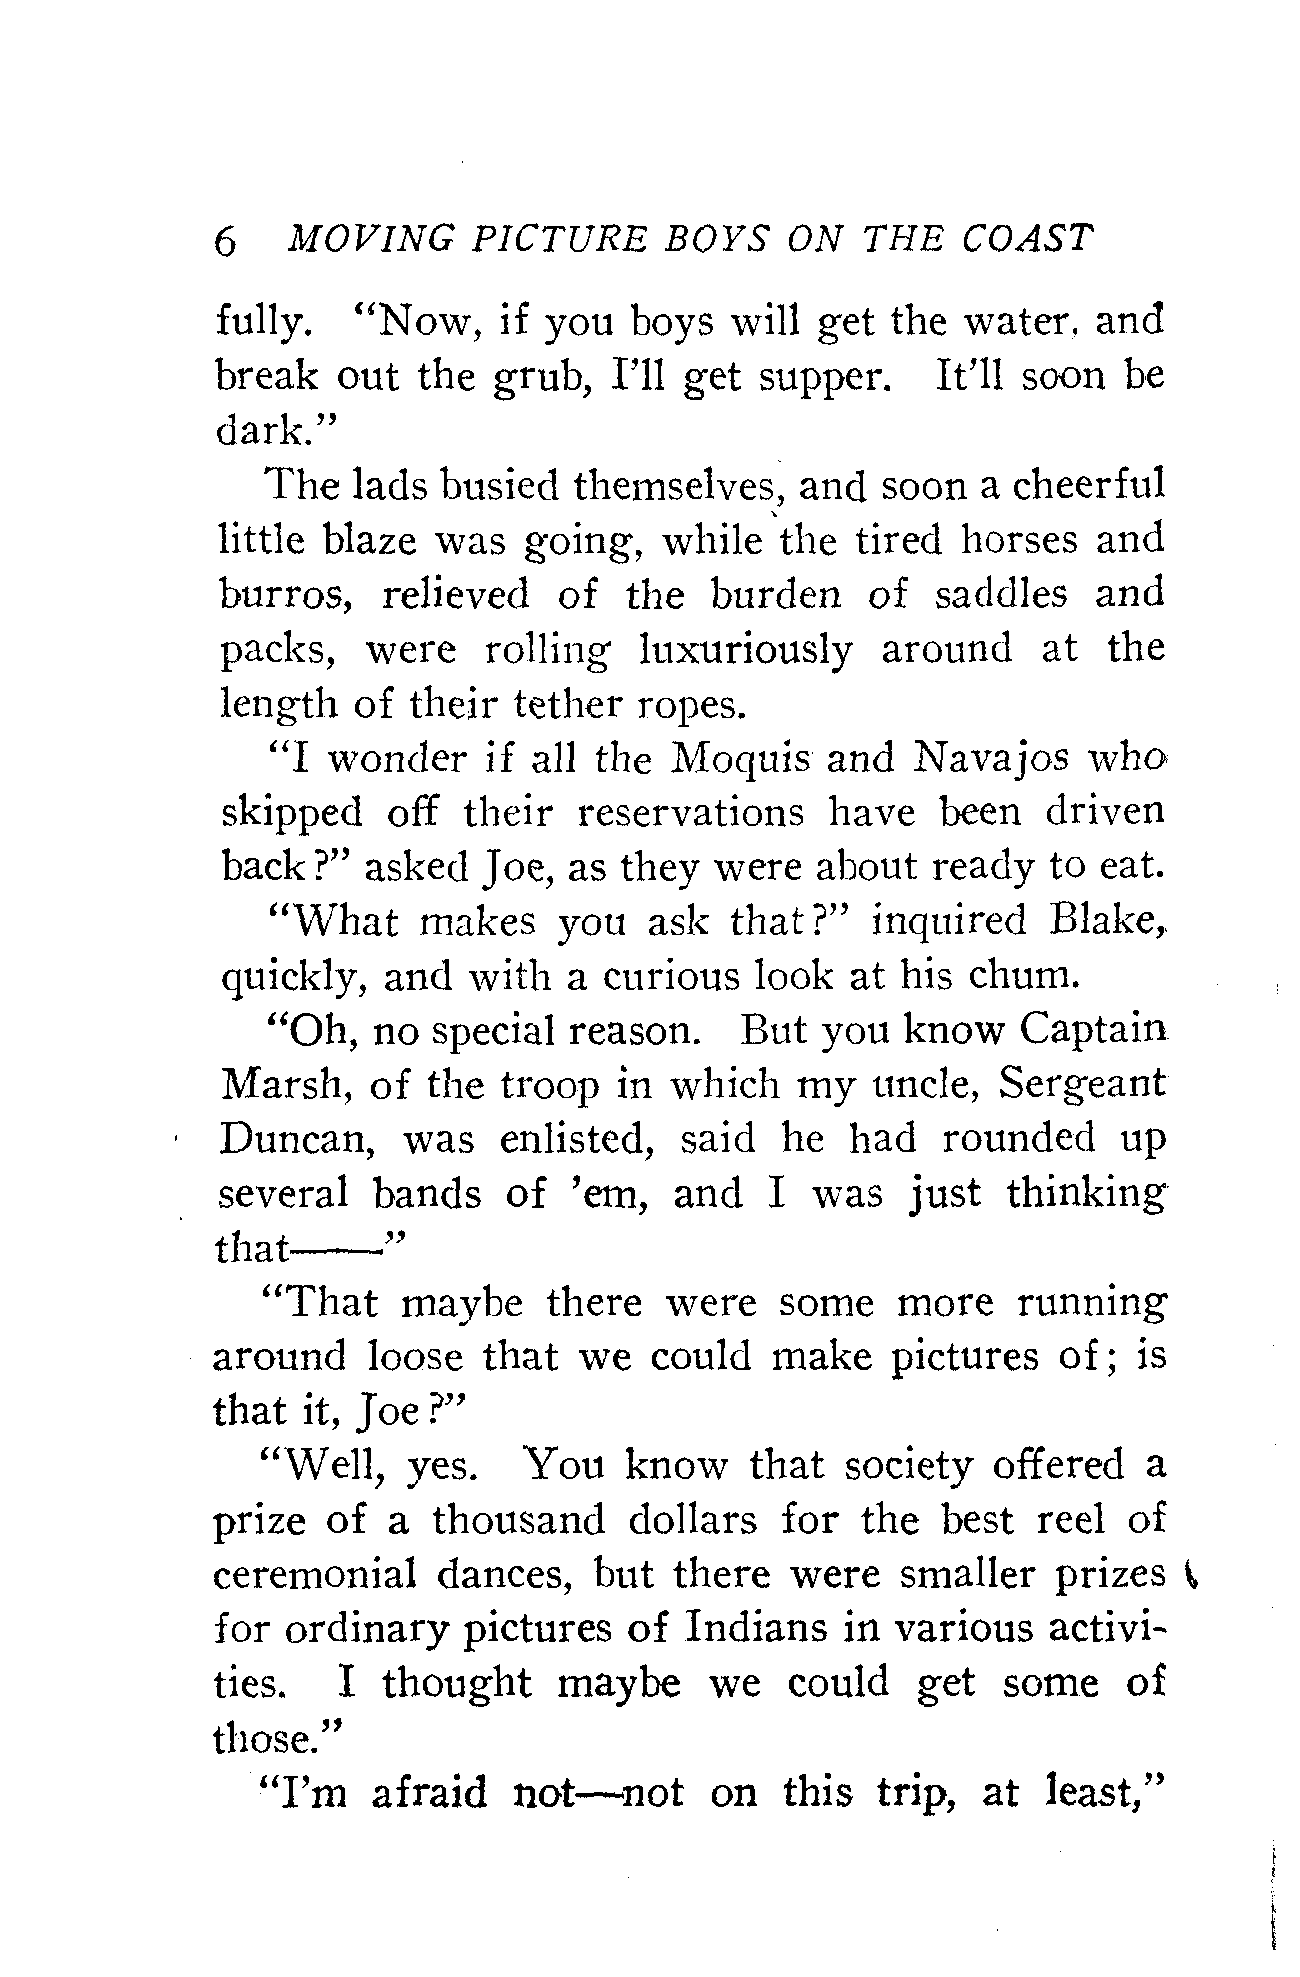 6 MOVING PICTURE BOYS ON THE COAST
fully. “Now, if you boys will get the water, and
break out the grub, I’ll get supper. It’ll soon be
dark.”
The lads busied themselves, and soon a cheerful
little blaze was going, while the tired horses and
burros, relieved of the burden of saddles and
packs, were rolling luxuriously around at the
length of their tether ropes.
“I wonder if all the Moquis and Navajos who
skipped off their reservations have been driven
back?” asked Joe, as they were about ready to eat.
“What makes you ask that?” inquired Blake,
quickly, and with a curious look at his chum.
“Oh, no special reason. But you know Captain
Marsh, of the troop in which my uncle, Sergeant
Duncan, was enlisted, said he had rounded up
several bands of ’em, and I was just thinking
that——”
“That maybe there were some more running
around loose that we could make pictures of; is
that it, Joe?”
“Well, yes. You know that society offered a
prize of a thousand dollars for the best reel of
ceremonial dances, but there were smaller prizes
for ordinary pictures of Indians in various activi-
ties. I thought maybe we could get some of
those.”
“I’m afraid not—not on this trip, at least,”